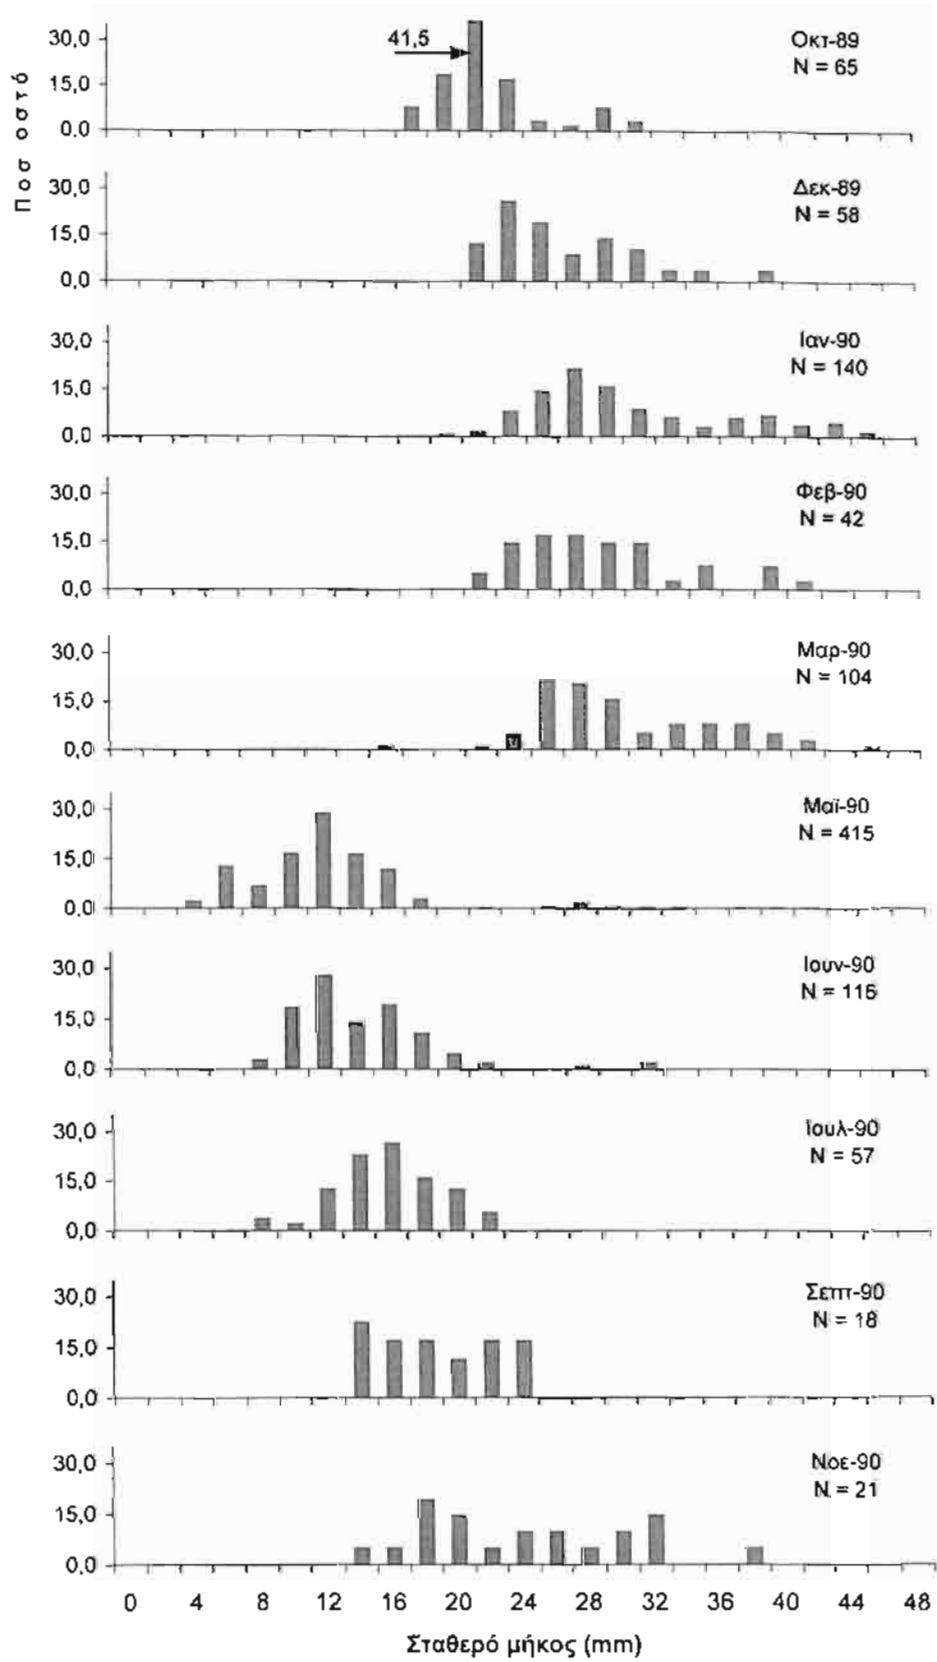 Ποσοστό
30,0
15,0
0,0
41,5
Οκτ-89
N = 65
30,0
15,0
0,0
Δεκ-89
N = 58
30,0
15,0
0,0
Ιαν-90
N = 140
30,0
15,0
0,0
Φεβ-90
N = 42
30,0
15,0
0,0
Μαρ-90
N = 104
30,0
15,0
0,0
Μαϊ-90
N = 415
30,0
15,0
0,0
Ιουν-90
N = 116
30,0
15,0
0,0
Ιουλ-90
N = 57
30,0
15,0
0,0
Σεπτ-90
N = 18
30,0
15,0
0,0
Νοε-90
N = 21
0 4 8 12 16 20 24 28 32 36 40 44 48
Σταθερό μήκος (mm)